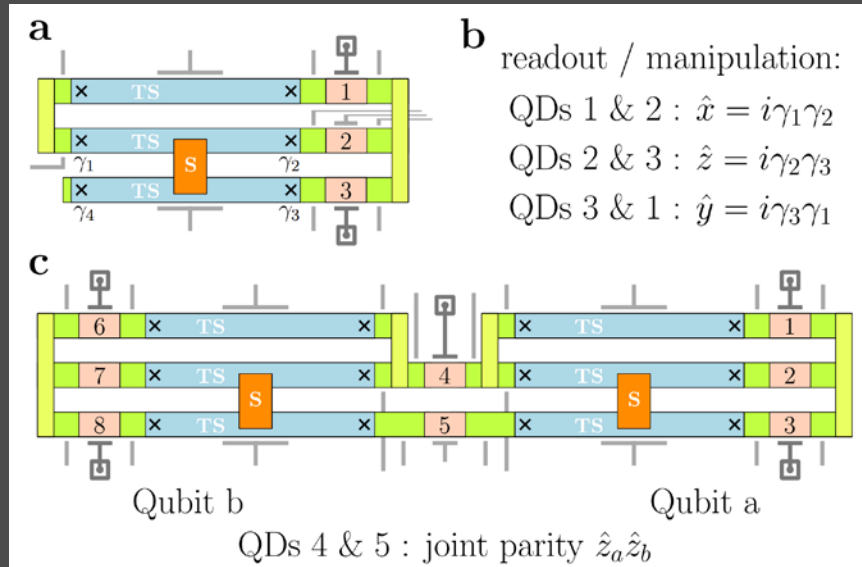 a
b
readout / manipulation:
TS 1
QDs 1 & 2 : x̂ = iγ₁γ₂
TS 2
S
γ₁ γ₂
QDs 2 & 3 : ẑ = iγ₂γ₃
TS 3
γ₄ γ₃
QDs 3 & 1 : ŷ = iγ₃γ₁
c
6 TS TS 1
7 TS 4 TS 2
S S
8 TS 5 TS 3
Qubit b Qubit a
QDs 4 & 5 : joint parity ẑₐẑ_b